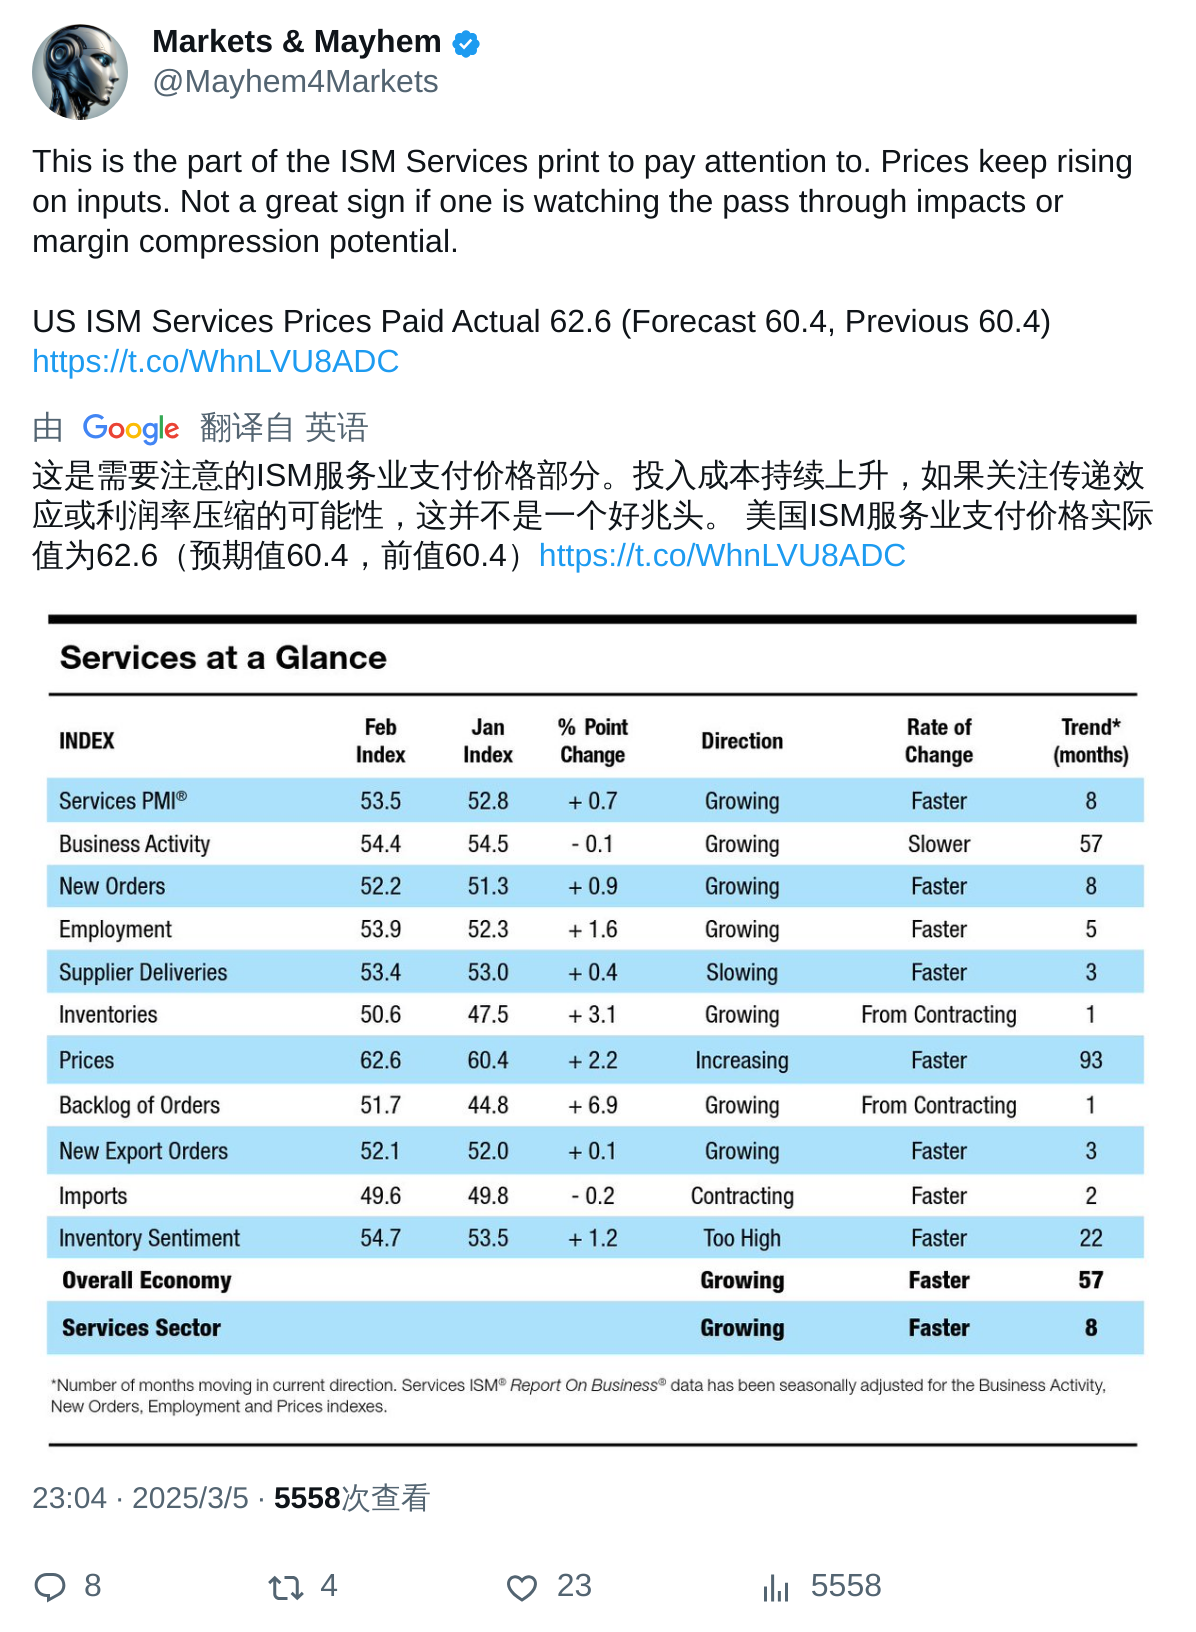 Markets & Mayhem
@Mayhem4Markets
This is the part of the ISM Services print to pay attention to. Prices keep rising
on inputs. Not a great sign if one is watching the pass through impacts or
margin compression potential.
US ISM Services Prices Paid Actual 62.6 (Forecast 60.4, Previous 60.4)
https://t.co/WhnLVU8ADC
由 Google 翻译自 英语
这是需要注意的ISM服务业支付价格部分。投入成本持续上升，如果关注传递效
应或利润率压缩的可能性，这并不是一个好兆头。 美国ISM服务业支付价格实际
值为62.6（预期值60.4，前值60.4）https://t.co/WhnLVU8ADC
Services at a Glance
INDEX Feb Index Jan Index % Point Change Direction Rate of Change Trend* (months)
Services PMI® 53.5 52.8 + 0.7 Growing Faster 8
Business Activity 54.4 54.5 - 0.1 Growing Slower 57
New Orders 52.2 51.3 + 0.9 Growing Faster 8
Employment 53.9 52.3 + 1.6 Growing Faster 5
Supplier Deliveries 53.4 53.0 + 0.4 Slowing Faster 3
Inventories 50.6 47.5 + 3.1 Growing From Contracting 1
Prices 62.6 60.4 + 2.2 Increasing Faster 93
Backlog of Orders 51.7 44.8 + 6.9 Growing From Contracting 1
New Export Orders 52.1 52.0 + 0.1 Growing Faster 3
Imports 49.6 49.8 - 0.2 Contracting Faster 2
Inventory Sentiment 54.7 53.5 + 1.2 Too High Faster 22
Overall Economy Growing Faster 57
Services Sector Growing Faster 8
*Number of months moving in current direction. Services ISM® Report On Business® data has been seasonally adjusted for the Business Activity,
New Orders, Employment and Prices indexes.
23:04 · 2025/3/5 · 5558次查看
8 4 23 5558